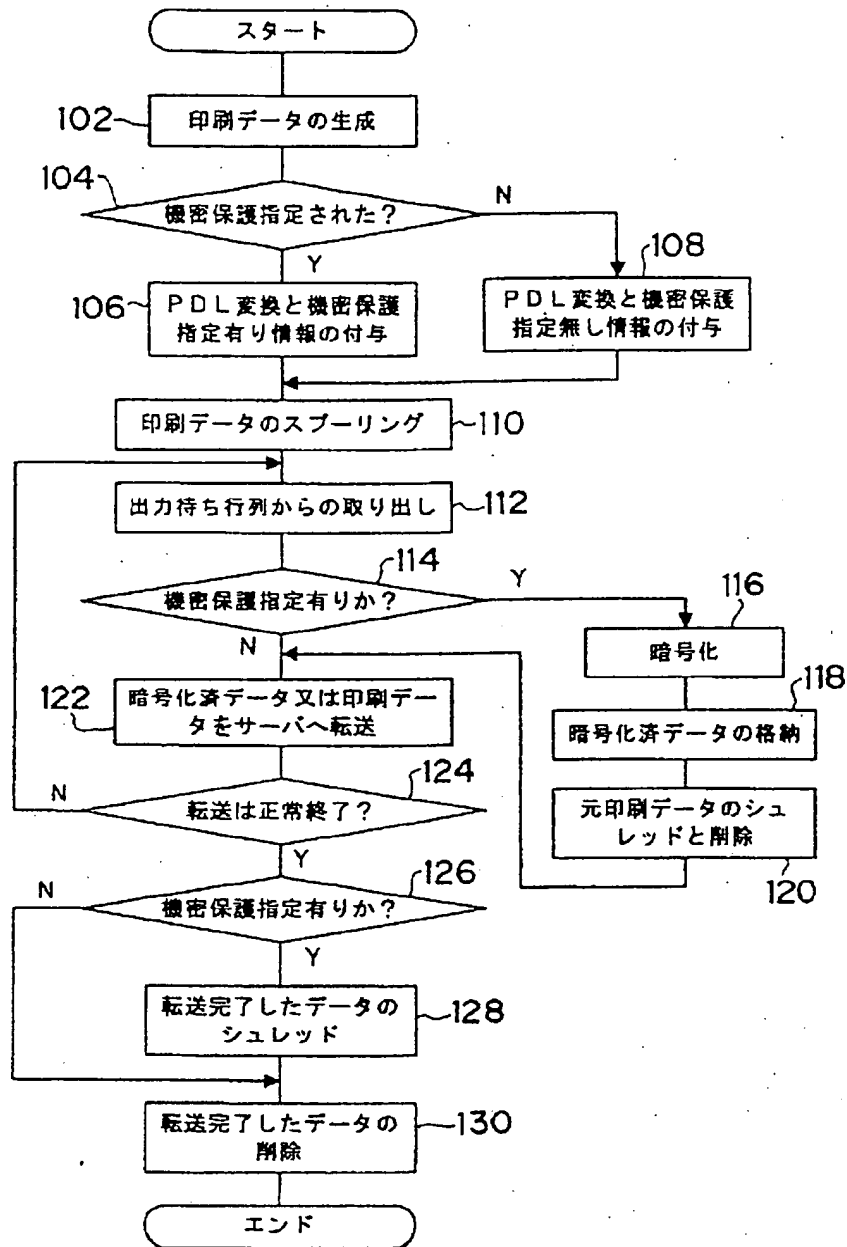 スタート
102
印刷データの生成
104
機密保護指定された?
N
Y
106
PDL変換と機密保護
指定有り情報の付与
108
PDL変換と機密保護
指定無し情報の付与
印刷データのスプーリング
110
出力待ち行列からの取り出し
112
114
機密保護指定有りか?
Y
N
116
暗号化
118
暗号化済データの格納
元印刷データのシュ
レッドと削除
120
122
暗号化済データ又は印刷デー
タをサーバへ転送
124
転送は正常終了?
N
Y
126
機密保護指定有りか?
N
Y
転送完了したデータの
シュレッド
128
転送完了したデータの
削除
130
エンド